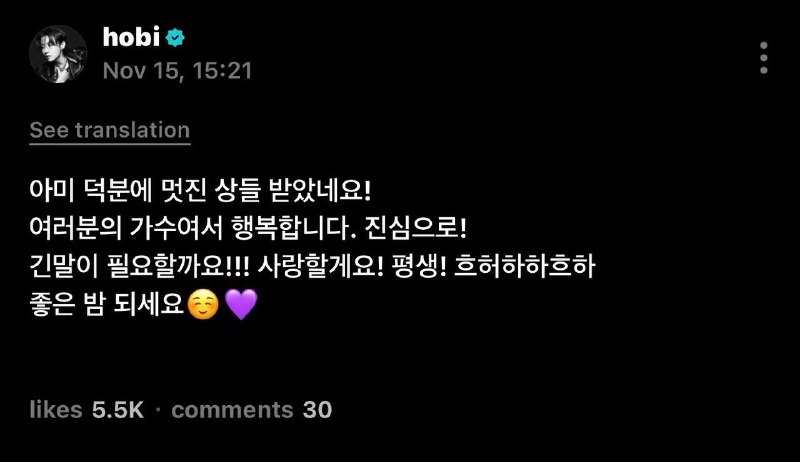 hobi
Nov 15, 15:21
See translation
아미 덕분에 멋진 상들 받았네요!
여러분의 가수여서 행복합니다. 진심으로!
긴말이 필요할까요!!! 사랑할게요! 평생! 흐허하하흐하
좋은 밤 되세요☺️💜
likes 5.5K · comments 30